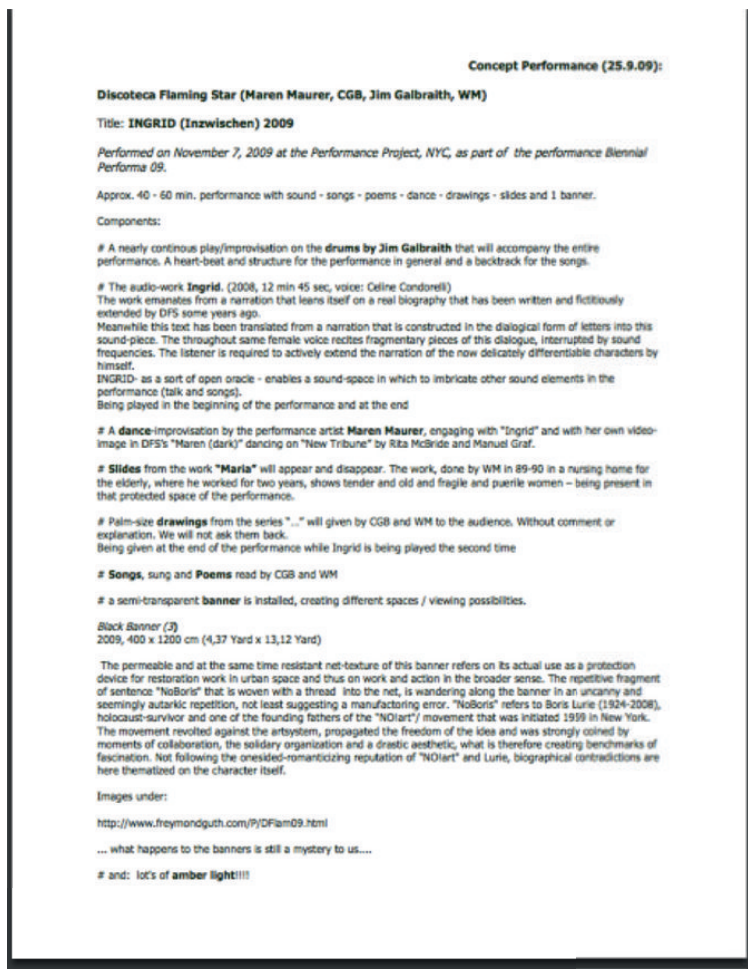 Concept Performance (25.9.09):
Discoteca Flaming Star (Maren Maurer, CGB, Jim Galbraith, WM)
Title: INGRID (Inzwischen) 2009
Performed on November 7, 2009 at the Performance Project, NYC, as part of the performance Biennial
Performa 09.
Approx. 40 - 60 min. performance with sound - songs - poems - dance - drawings - slides and 1 banner.
Components:
# A nearly continous play/improvisation on the drums by Jim Galbraith that will accompany the entire
performance. A heart-beat and structure for the performance in general and a backtrack for the songs.
# The audio-work Ingrid. (2008, 12 min 45 sec, voice: Celine Condorelli)
The work emanates from a narration that leans itself on a real biography that has been written and fictitiously
extended by DFS some years ago.
Meanwhile this text has been translated from a narration that is constructed in the dialogical form of letters into this
sound-piece. The throughout same female voice recites fragmentary pieces of this dialogue, interrupted by sound
frequencies. The listener is required to actively extend the narration of the now delicately differentiable characters by
himself.
INGRID- as a sort of open oracle - enables a sound-space in which to imbricate other sound elements in the
performance (talk and songs).
Being played in the beginning of the performance and at the end
# A dance-improvisation by the performance artist Maren Maurer, engaging with "Ingrid" and with her own video-
image in DFS's "Maren (dark)" dancing on "New Tribune" by Rita McBride and Manuel Graf.
# Slides from the work "Maria" will appear and disappear. The work, done by WM in 89-90 in a nursing home for
the elderly, where he worked for two years, shows tender and old and fragile and puerile women – being present in
that protected space of the performance.
# Palm-size drawings from the series "..." will given by CGB and WM to the audience. Without comment or
explanation. We will not ask them back.
Being given at the end of the performance while Ingrid is being played the second time
# Songs, sung and Poems read by CGB and WM
# a semi-transparent banner is installed, creating different spaces / viewing possibilities.
Black Banner (3)
2009, 400 x 1200 cm (4,37 Yard x 13,12 Yard)
The permeable and at the same time resistant net-texture of this banner refers on its actual use as a protection
device for restoration work in urban space and thus on work and action in the broader sense. The repetitive fragment
of sentence "NoBoris" that is woven with a thread into the net, is wandering along the banner in an uncanny and
seemingly autarkic repetition, not least suggesting a manufactoring error. "NoBoris" refers to Boris Lurie (1924-2008),
holocaust-survivor and one of the founding fathers of the "NO!art"/ movement that was initiated 1959 in New York.
The movement revolted against the artsystem, propagated the freedom of the idea and was strongly coined by
moments of collaboration, the solidary organization and a drastic aesthetic, what is therefore creating benchmarks of
fascination. Not following the onesided-romanticizing reputation of "NO!art" and Lurie, biographical contradictions are
here thematized on the character itself.
Images under:
http://www.freymondguth.com/P/DFlam09.html
... what happens to the banners is still a mystery to us....
# and: lot's of amber light!!!!